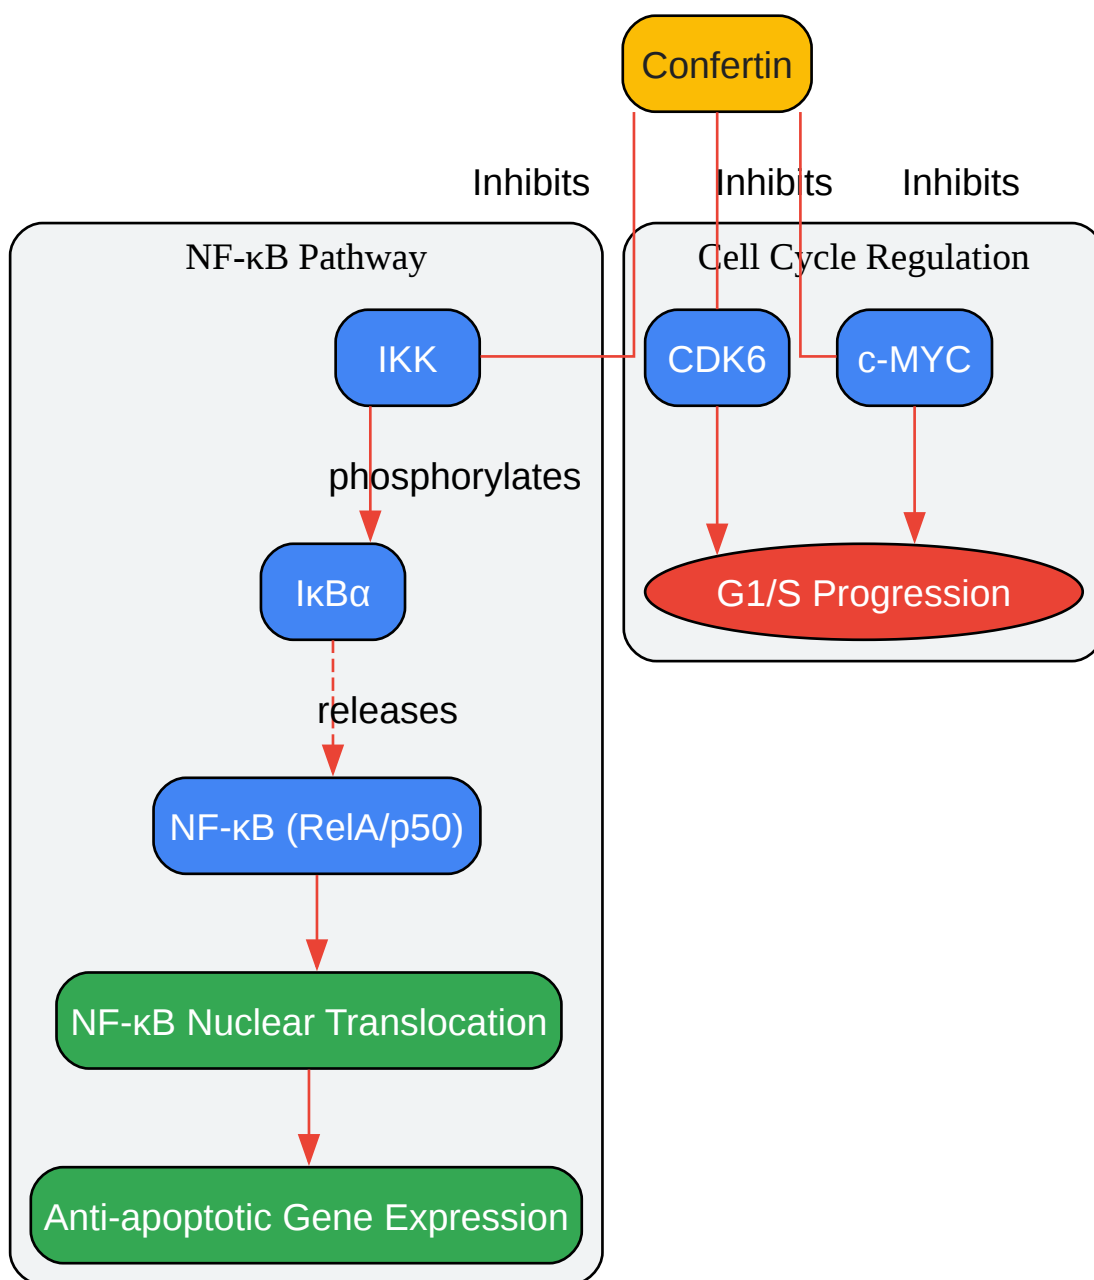 Confertin
Inhibits
Inhibits
Inhibits
NF-κB Pathway
Cell Cycle Regulation
IKK
CDK6
c-MYC
phosphorylates
IκBα
G1/S Progression
releases
NF-κB (RelA/p50)
NF-κB Nuclear Translocation
Anti-apoptotic Gene Expression